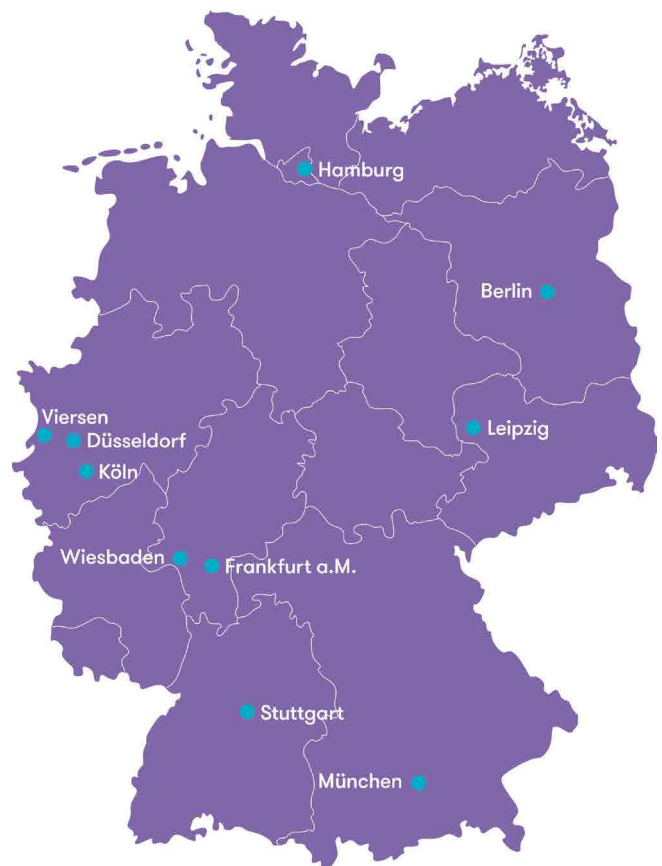 Hamburg
Berlin
Viersen
Düsseldorf
Leipzig
Köln
Wiesbaden
Frankfurt a.M.
Stuttgart
München